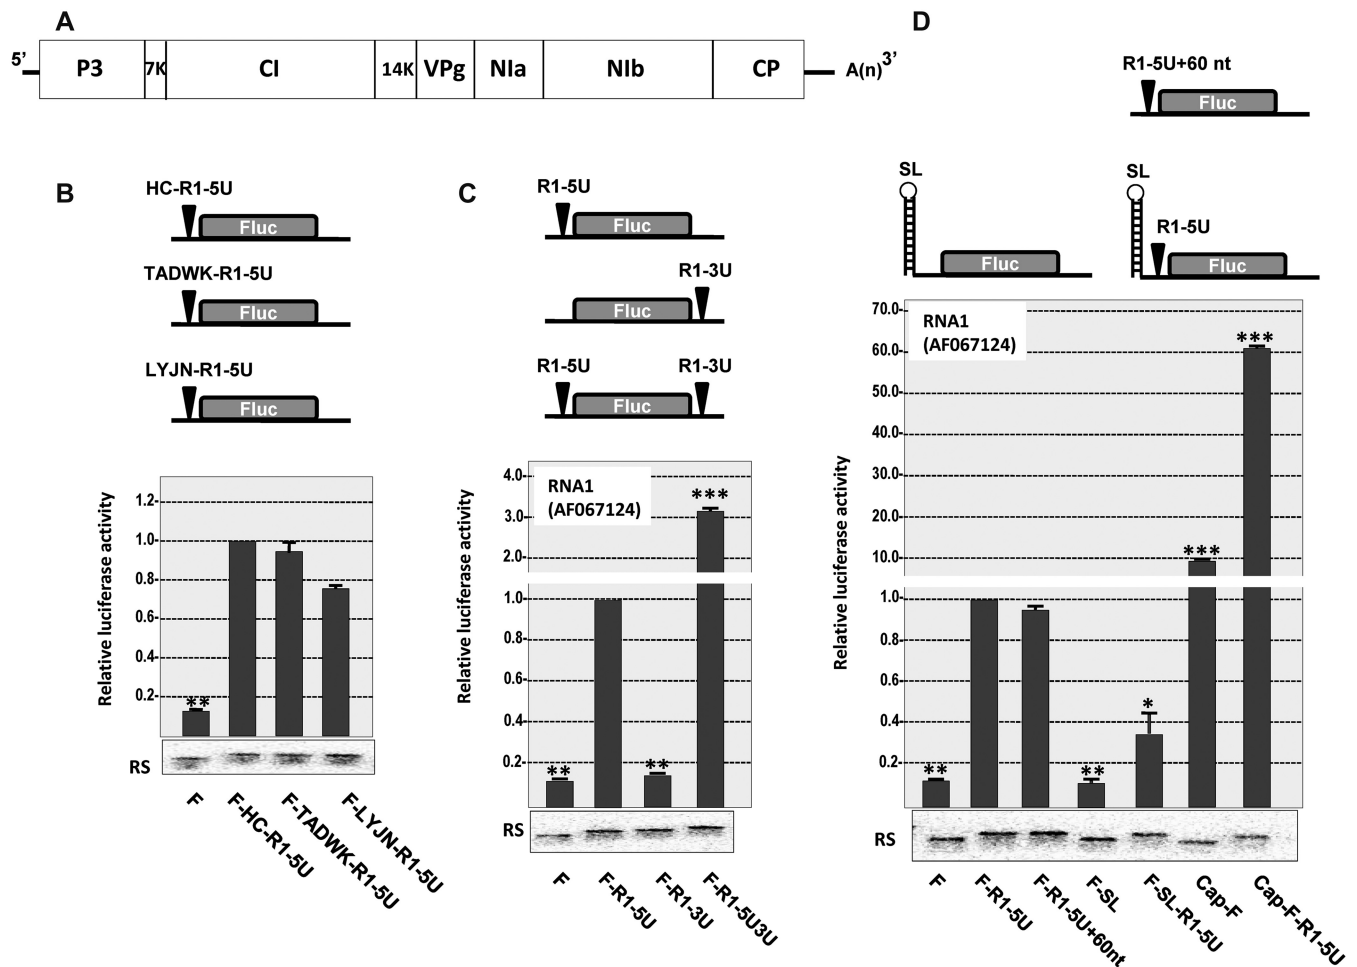 A
5’
P3
7K
CI
14K
VPg
NIa
NIb
CP
A(n)
3’
B
HC-R1-5U
Fluc
TADWK-R1-5U
Fluc
LYJN-R1-5U
Fluc
Relative luciferase activity
1.2
1.0
0.8
0.6
0.4
0.2
**
RS
F
F-HC-R1-5U
F-TADWK-R1-5U
F-LYJN-R1-5U
C
R1-5U
Fluc
R1-3U
Fluc
R1-5U
R1-3U
Fluc
Relative luciferase activity
RNA1
(AF067124)
4.0
3.0
2.0
1.0
0.8
0.6
0.4
0.2
**
**
***
RS
F
F-R1-5U
F-R1-3U
F-R1-5U3U
D
R1-5U+60 nt
Fluc
SL
Fluc
SL
R1-5U
Fluc
Relative luciferase activity
RNA1
(AF067124)
70.0
60.0
50.0
40.0
30.0
20.0
10.0
1.0
0.8
0.6
0.4
0.2
**
**
*
***
***
RS
F
F-R1-5U
F-R1-5U+60nt
F-SL
F-SL-R1-5U
Cap-F
Cap-F-R1-5U